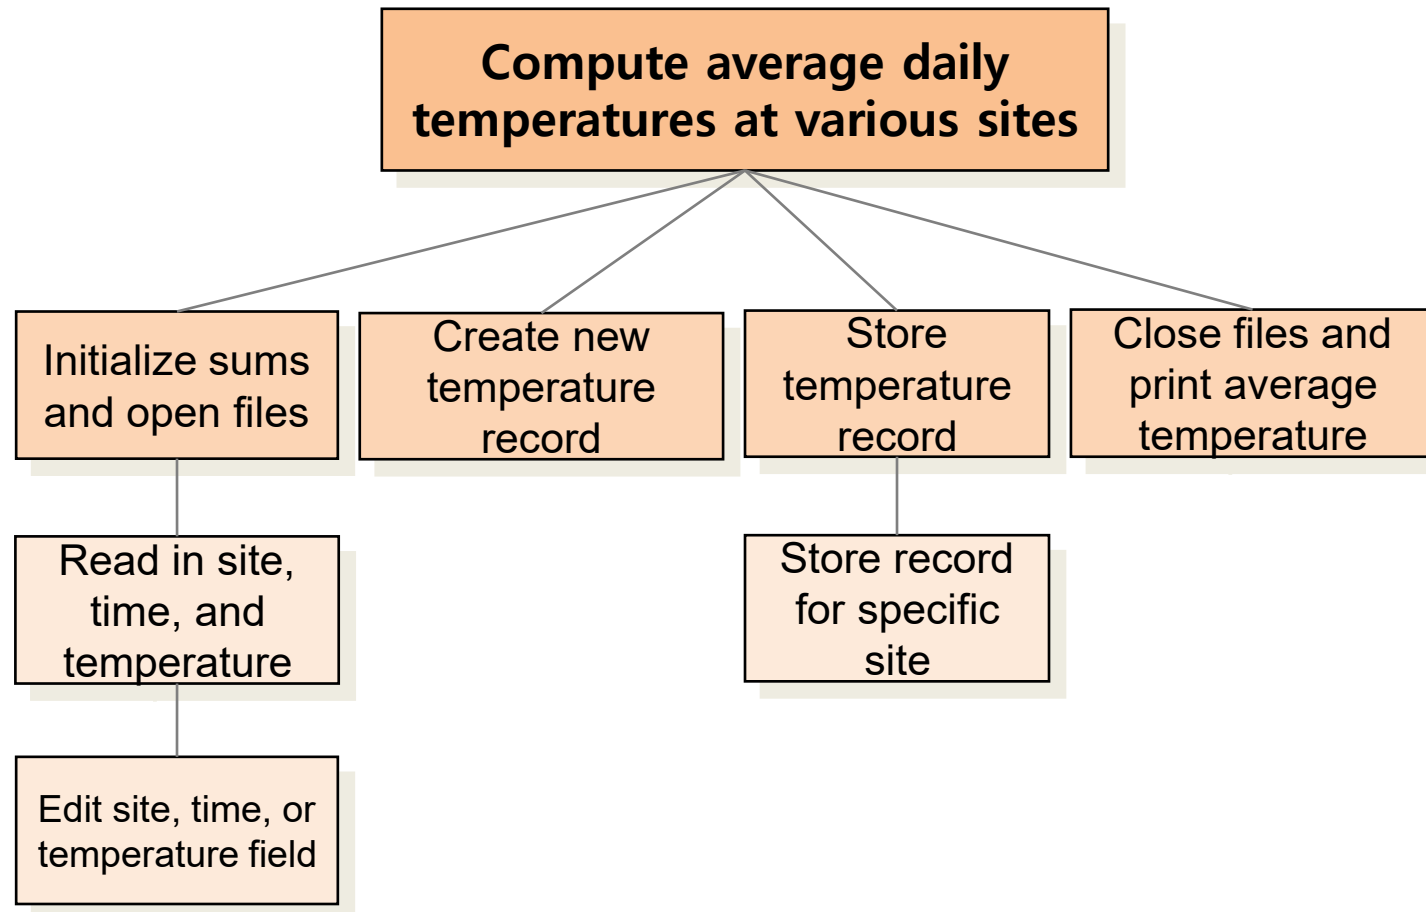 Compute average daily
temperatures at various sites
Initialize sums
and open files
Create new
temperature
record
Store
temperature
record
Close files and
print average
temperature
Read in site,
time, and
temperature
Store record
for specific
site
Edit site, time, or
temperature field